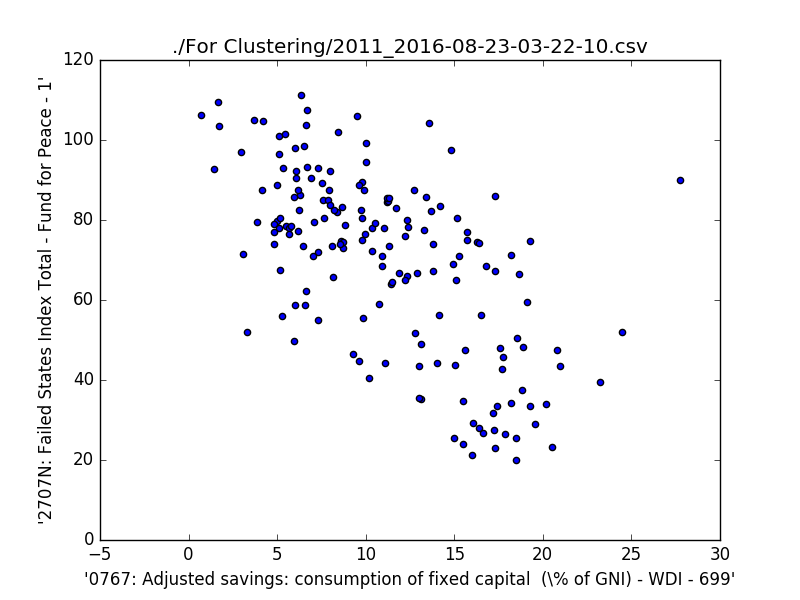 ./For Clustering/2011_2016-08-23-03-22-10.csv
120
100
80
60
40
20
0
'2707N: Failed States Index Total - Fund for Peace - 1'
−5 0 5 10 15 20 25 30
'0767: Adjusted savings: consumption of fixed capital  (\% of GNI) - WDI - 699'